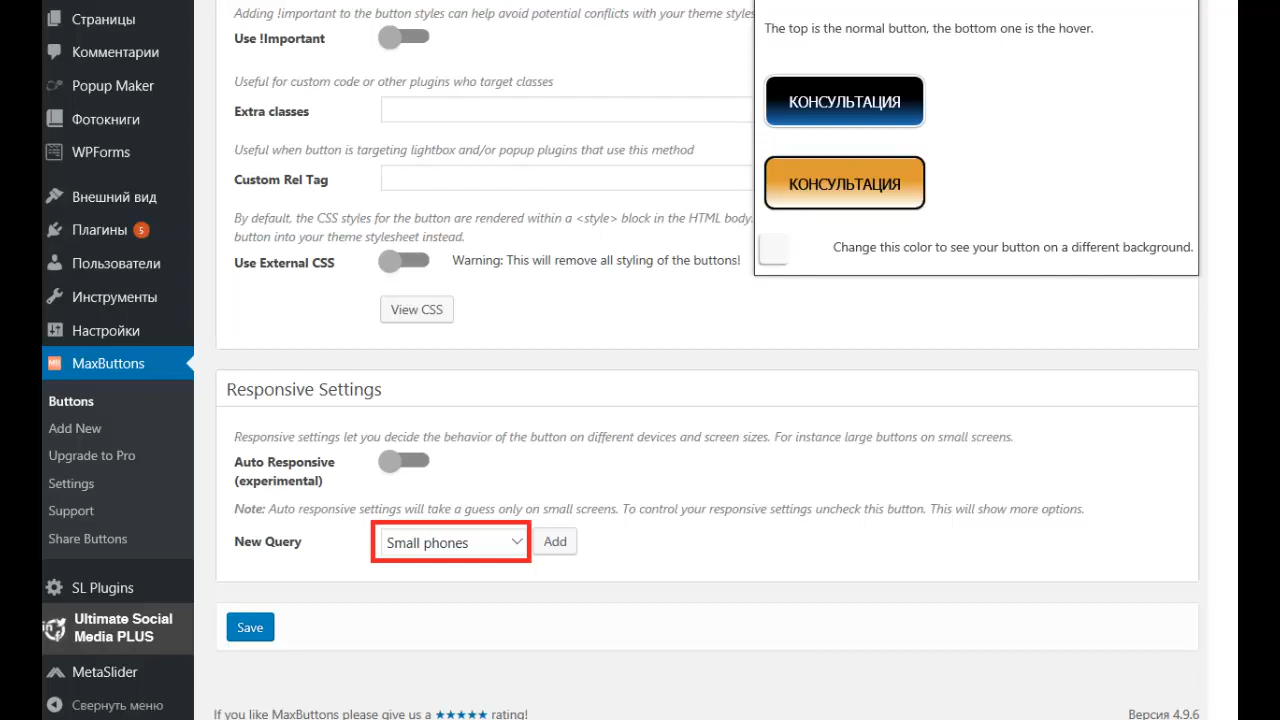 Страницы
Комментарии
Popup Maker
Фотокниги
WPForms
Внешний вид
Плагины 5
Пользователи
Инструменты
Настройки
MaxButtons
Buttons
Add New
Upgrade to Pro
Settings
Support
Share Buttons
SL Plugins
Ultimate Social
Media PLUS
MetaSlider
Свернуть меню
Adding !important to the button styles can help avoid potential conflicts with your theme styles
Use !Important
Useful for custom code or other plugins who target classes
Extra classes
Useful when button is targeting lightbox and/or popup plugins that use this method
Custom Rel Tag
By default, the CSS styles for the button are rendered within a <style> block in the HTML body.
button into your theme stylesheet instead.
Use External CSS
Warning: This will remove all styling of the buttons!
View CSS
The top is the normal button, the bottom one is the hover.
КОНСУЛЬТАЦИЯ
КОНСУЛЬТАЦИЯ
Change this color to see your button on a different background.
Responsive Settings
Responsive settings let you decide the behavior of the button on different devices and screen sizes. For instance large buttons on small screens.
Auto Responsive
(experimental)
Note: Auto responsive settings will take a guess only on small screens. To control your responsive settings uncheck this button. This will show more options.
New Query
Small phones
Add
Save
If you like MaxButtons please give us a ★★★★★ rating!
Версия 4.9.6